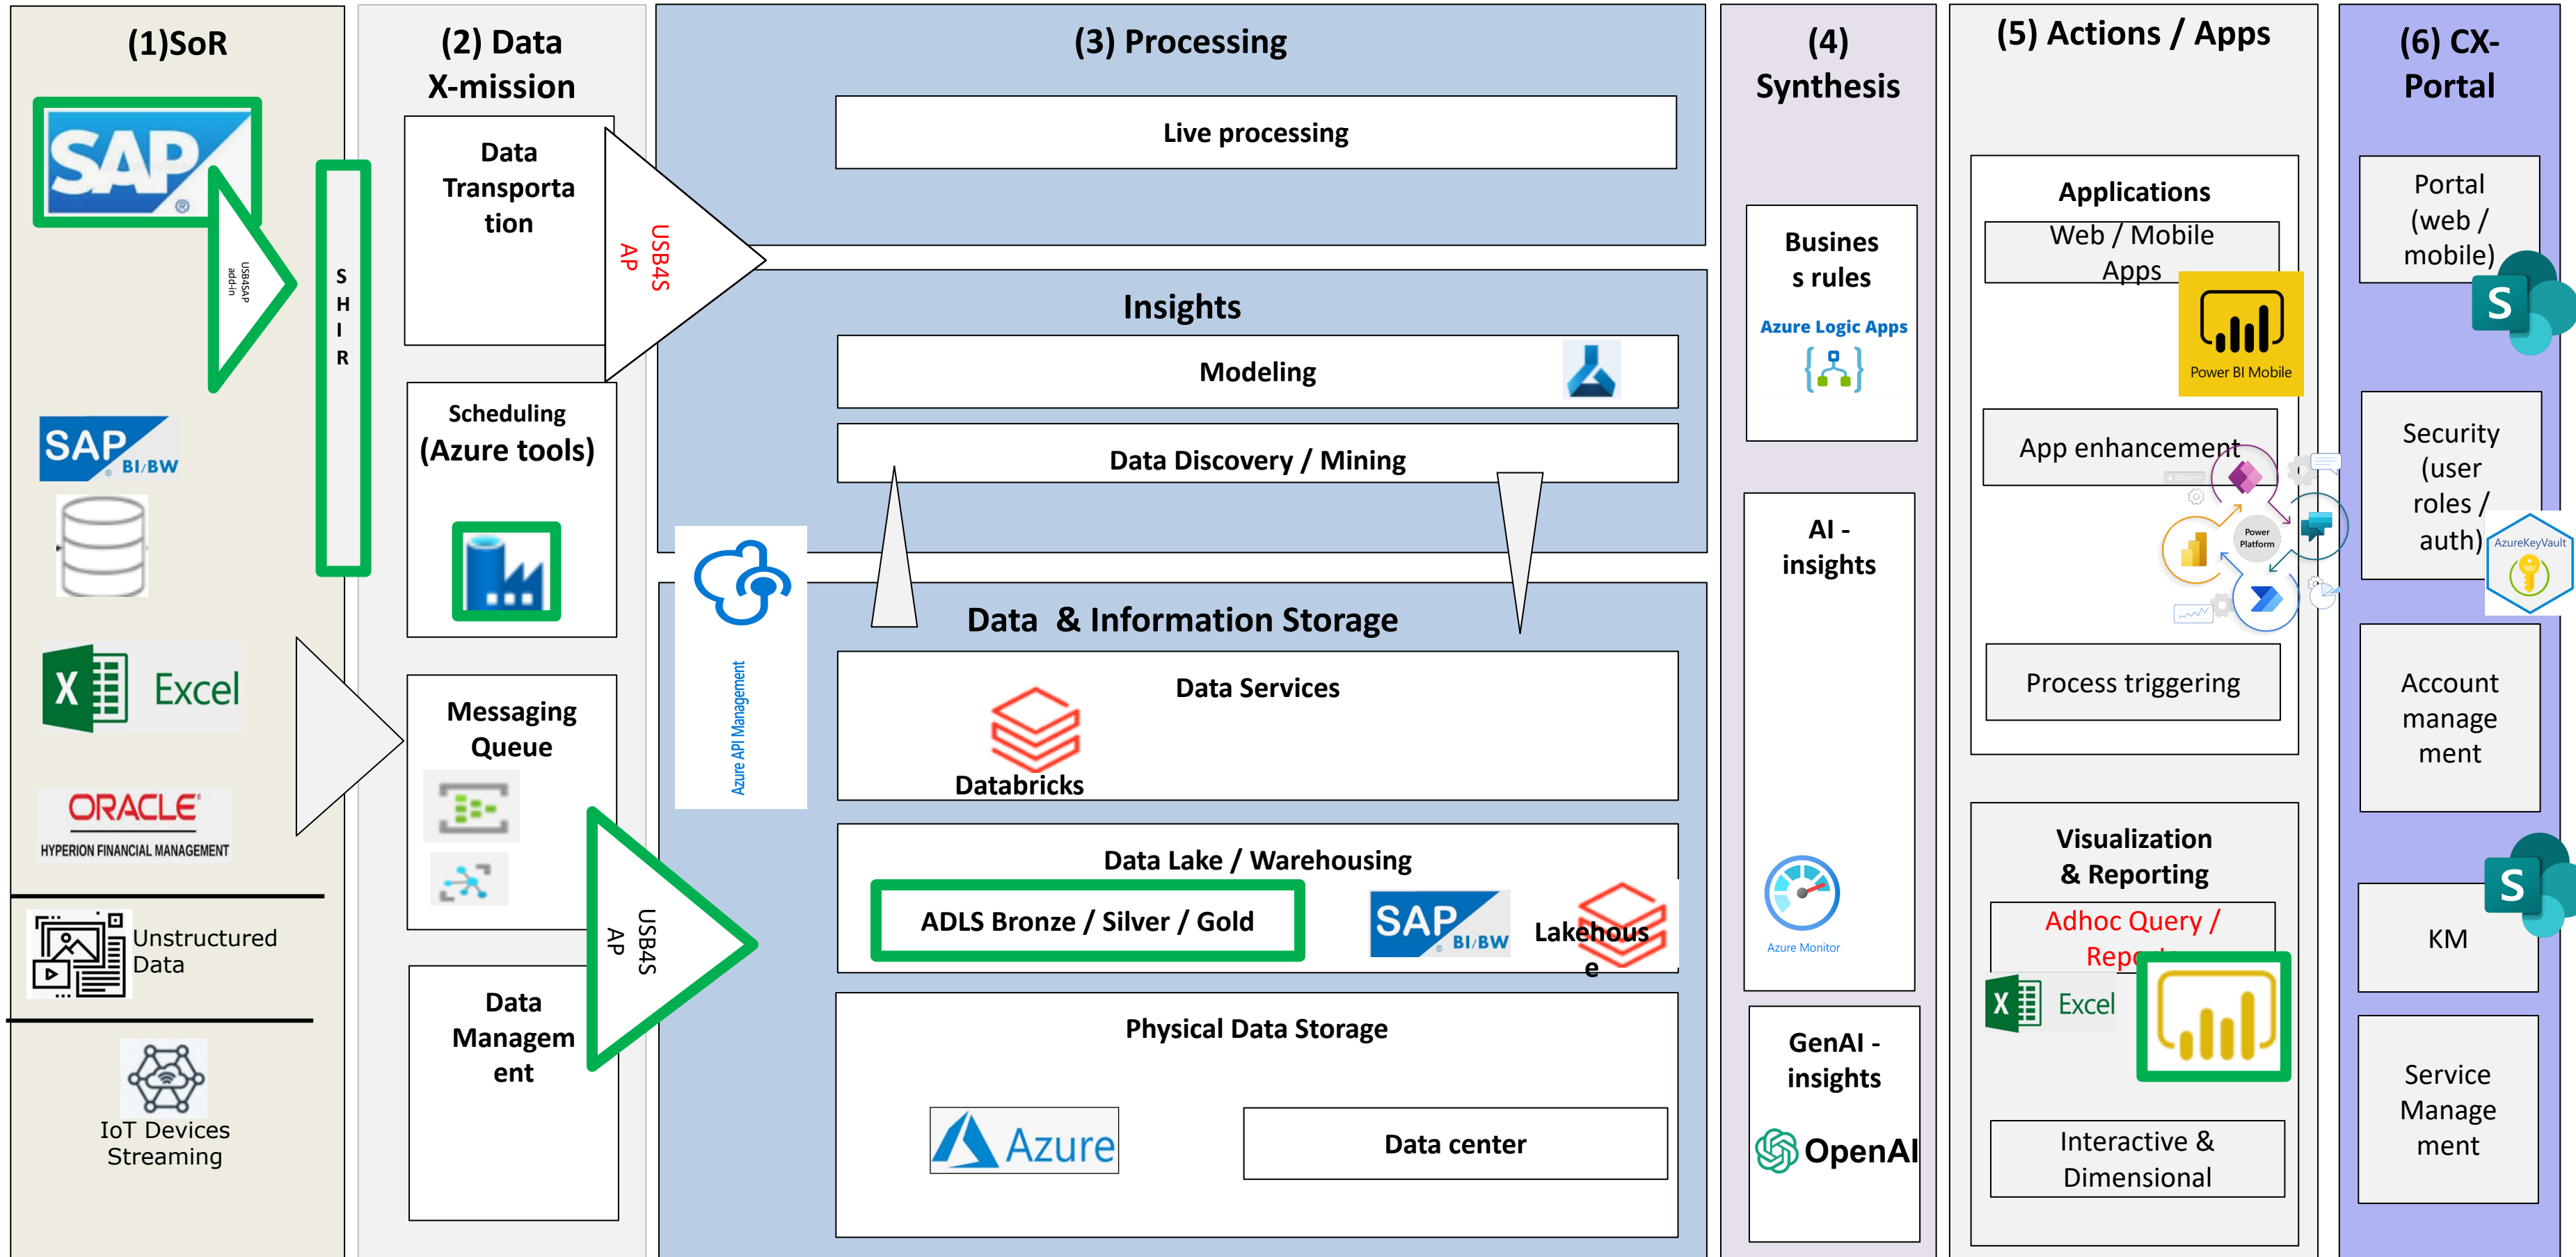 (1)SoR
SAP
®
USB4SAP
add-in
S
H
I
R
SAP
® BI/BW
X Excel
ORACLE®
HYPERION FINANCIAL MANAGEMENT
Unstructured
Data
IoT Devices
Streaming
(2) Data
X-mission
Data
Transporta
tion
USB4S
AP
Scheduling
(Azure tools)
Messaging
Queue
USB4S
AP
Data
Managem
ent
(3) Processing
Live processing
Insights
Modeling
Data Discovery / Mining
Azure API Management
Data & Information Storage
Data Services
Databricks
Data Lake / Warehousing
ADLS Bronze / Silver / Gold
SAP
® BI/BW
Lakehous
e
Physical Data Storage
Azure
Data center
(4)
Synthesis
Busines
s rules
Azure Logic Apps
AI -
insights
Azure Monitor
GenAI -
insights
OpenAI
(5) Actions / Apps
Applications
Web / Mobile
Apps
Power BI Mobile
App enhancement
Power
Platform
Process triggering
Visualization
& Reporting
Adhoc Query /
X Excel
Interactive &
Dimensional
(6) CX-
Portal
Portal
(web /
mobile)
S
Security
(user
roles /
auth)
AzureKeyVault
Account
manage
ment
S
KM
Service
Manage
ment